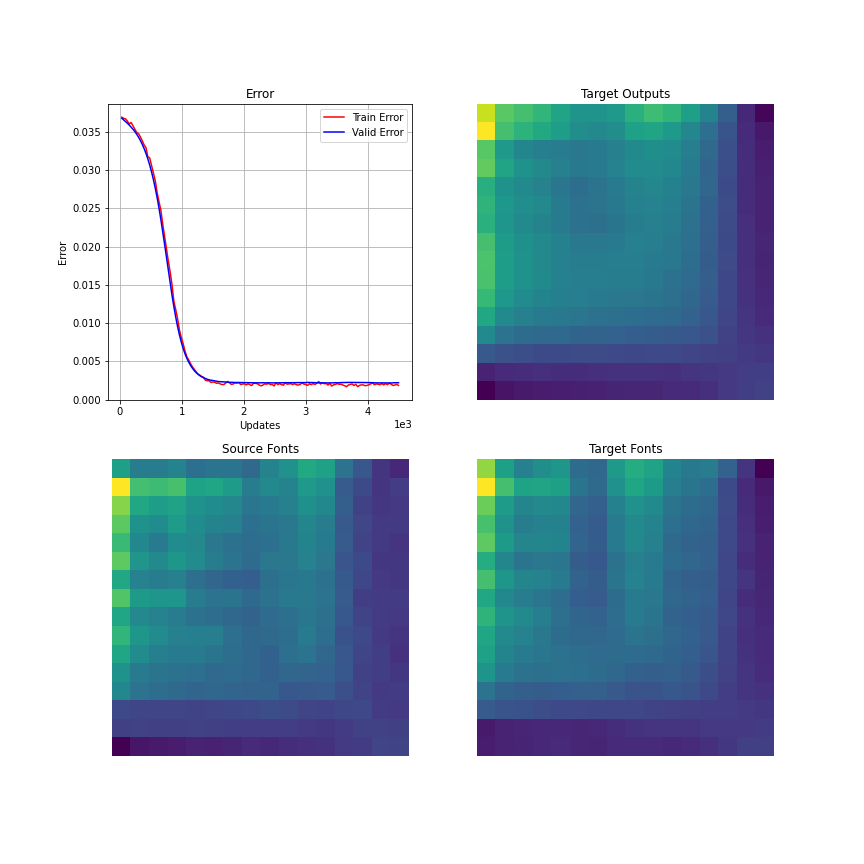 Error
Target Outputs
0.035
0.030
0.025
0.020
0.015
0.010
0.005
0.000
Error
Train Error
Valid Error
0
1
2
3
4
1e3
Updates
Source Fonts
Target Fonts